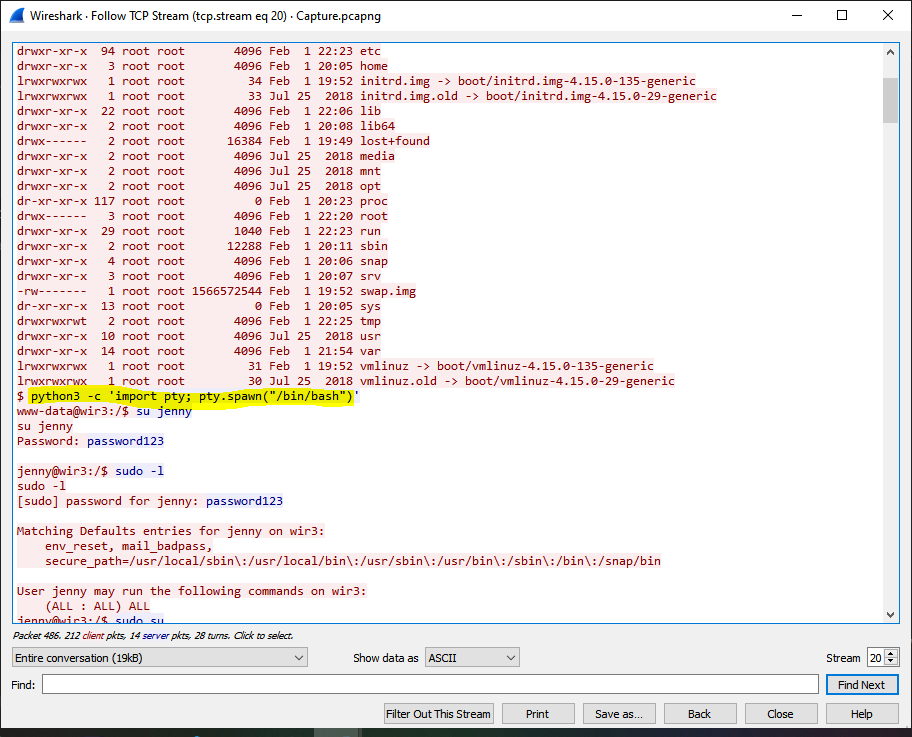 Wireshark · Follow TCP Stream (tcp.stream eq 20) · Capture.pcapng
drwxr-xr-x  94 root root       4096 Feb  1 22:23 etc
drwxr-xr-x   3 root root       4096 Feb  1 20:05 home
lrwxrwxrwx   1 root root         34 Feb  1 19:52 initrd.img -> boot/initrd.img-4.15.0-135-generic
lrwxrwxrwx   1 root root         33 Jul 25  2018 initrd.img.old -> boot/initrd.img-4.15.0-29-generic
drwxr-xr-x  22 root root       4096 Feb  1 22:06 lib
drwxr-xr-x   2 root root       4096 Feb  1 20:08 lib64
drwx------   2 root root      16384 Feb  1 19:49 lost+found
drwxr-xr-x   2 root root       4096 Jul 25  2018 media
drwxr-xr-x   2 root root       4096 Jul 25  2018 mnt
drwxr-xr-x   2 root root       4096 Jul 25  2018 opt
dr-xr-xr-x 117 root root          0 Feb  1 20:23 proc
drwx------   3 root root       4096 Feb  1 22:20 root
drwxr-xr-x  29 root root       1040 Feb  1 22:23 run
drwxr-xr-x   2 root root      12288 Feb  1 20:11 sbin
drwxr-xr-x   4 root root       4096 Feb  1 20:06 snap
drwxr-xr-x   3 root root       4096 Feb  1 20:07 srv
-rw-------   1 root root 1566572544 Feb  1 19:52 swap.img
dr-xr-xr-x  13 root root          0 Feb  1 20:05 sys
drwxrwxrwt   2 root root       4096 Feb  1 22:25 tmp
drwxr-xr-x  10 root root       4096 Jul 25  2018 usr
drwxr-xr-x  14 root root       4096 Feb  1 21:54 var
lrwxrwxrwx   1 root root         31 Feb  1 19:52 vmlinuz -> boot/vmlinuz-4.15.0-135-generic
lrwxrwxrwx   1 root root         30 Jul 25  2018 vmlinuz.old -> boot/vmlinuz-4.15.0-29-generic
$ python3 -c 'import pty; pty.spawn("/bin/bash")'
www-data@wir3:/$ su jenny
su jenny
Password: password123
jenny@wir3:/$ sudo -l
sudo -l
[sudo] password for jenny: password123
Matching Defaults entries for jenny on wir3:
    env_reset, mail_badpass,
    secure_path=/usr/local/sbin\:/usr/local/bin\:/usr/sbin\:/usr/bin\:/sbin\:/bin\:/snap/bin
User jenny may run the following commands on wir3:
    (ALL : ALL) ALL
jenny@wir3:/$ sudo su
Packet 486. 212 client pkts, 14 server pkts, 28 turns. Click to select.
Entire conversation (19kB) Show data as ASCII Stream 20
Find: Find Next
Filter Out This Stream Print Save as... Back Close Help